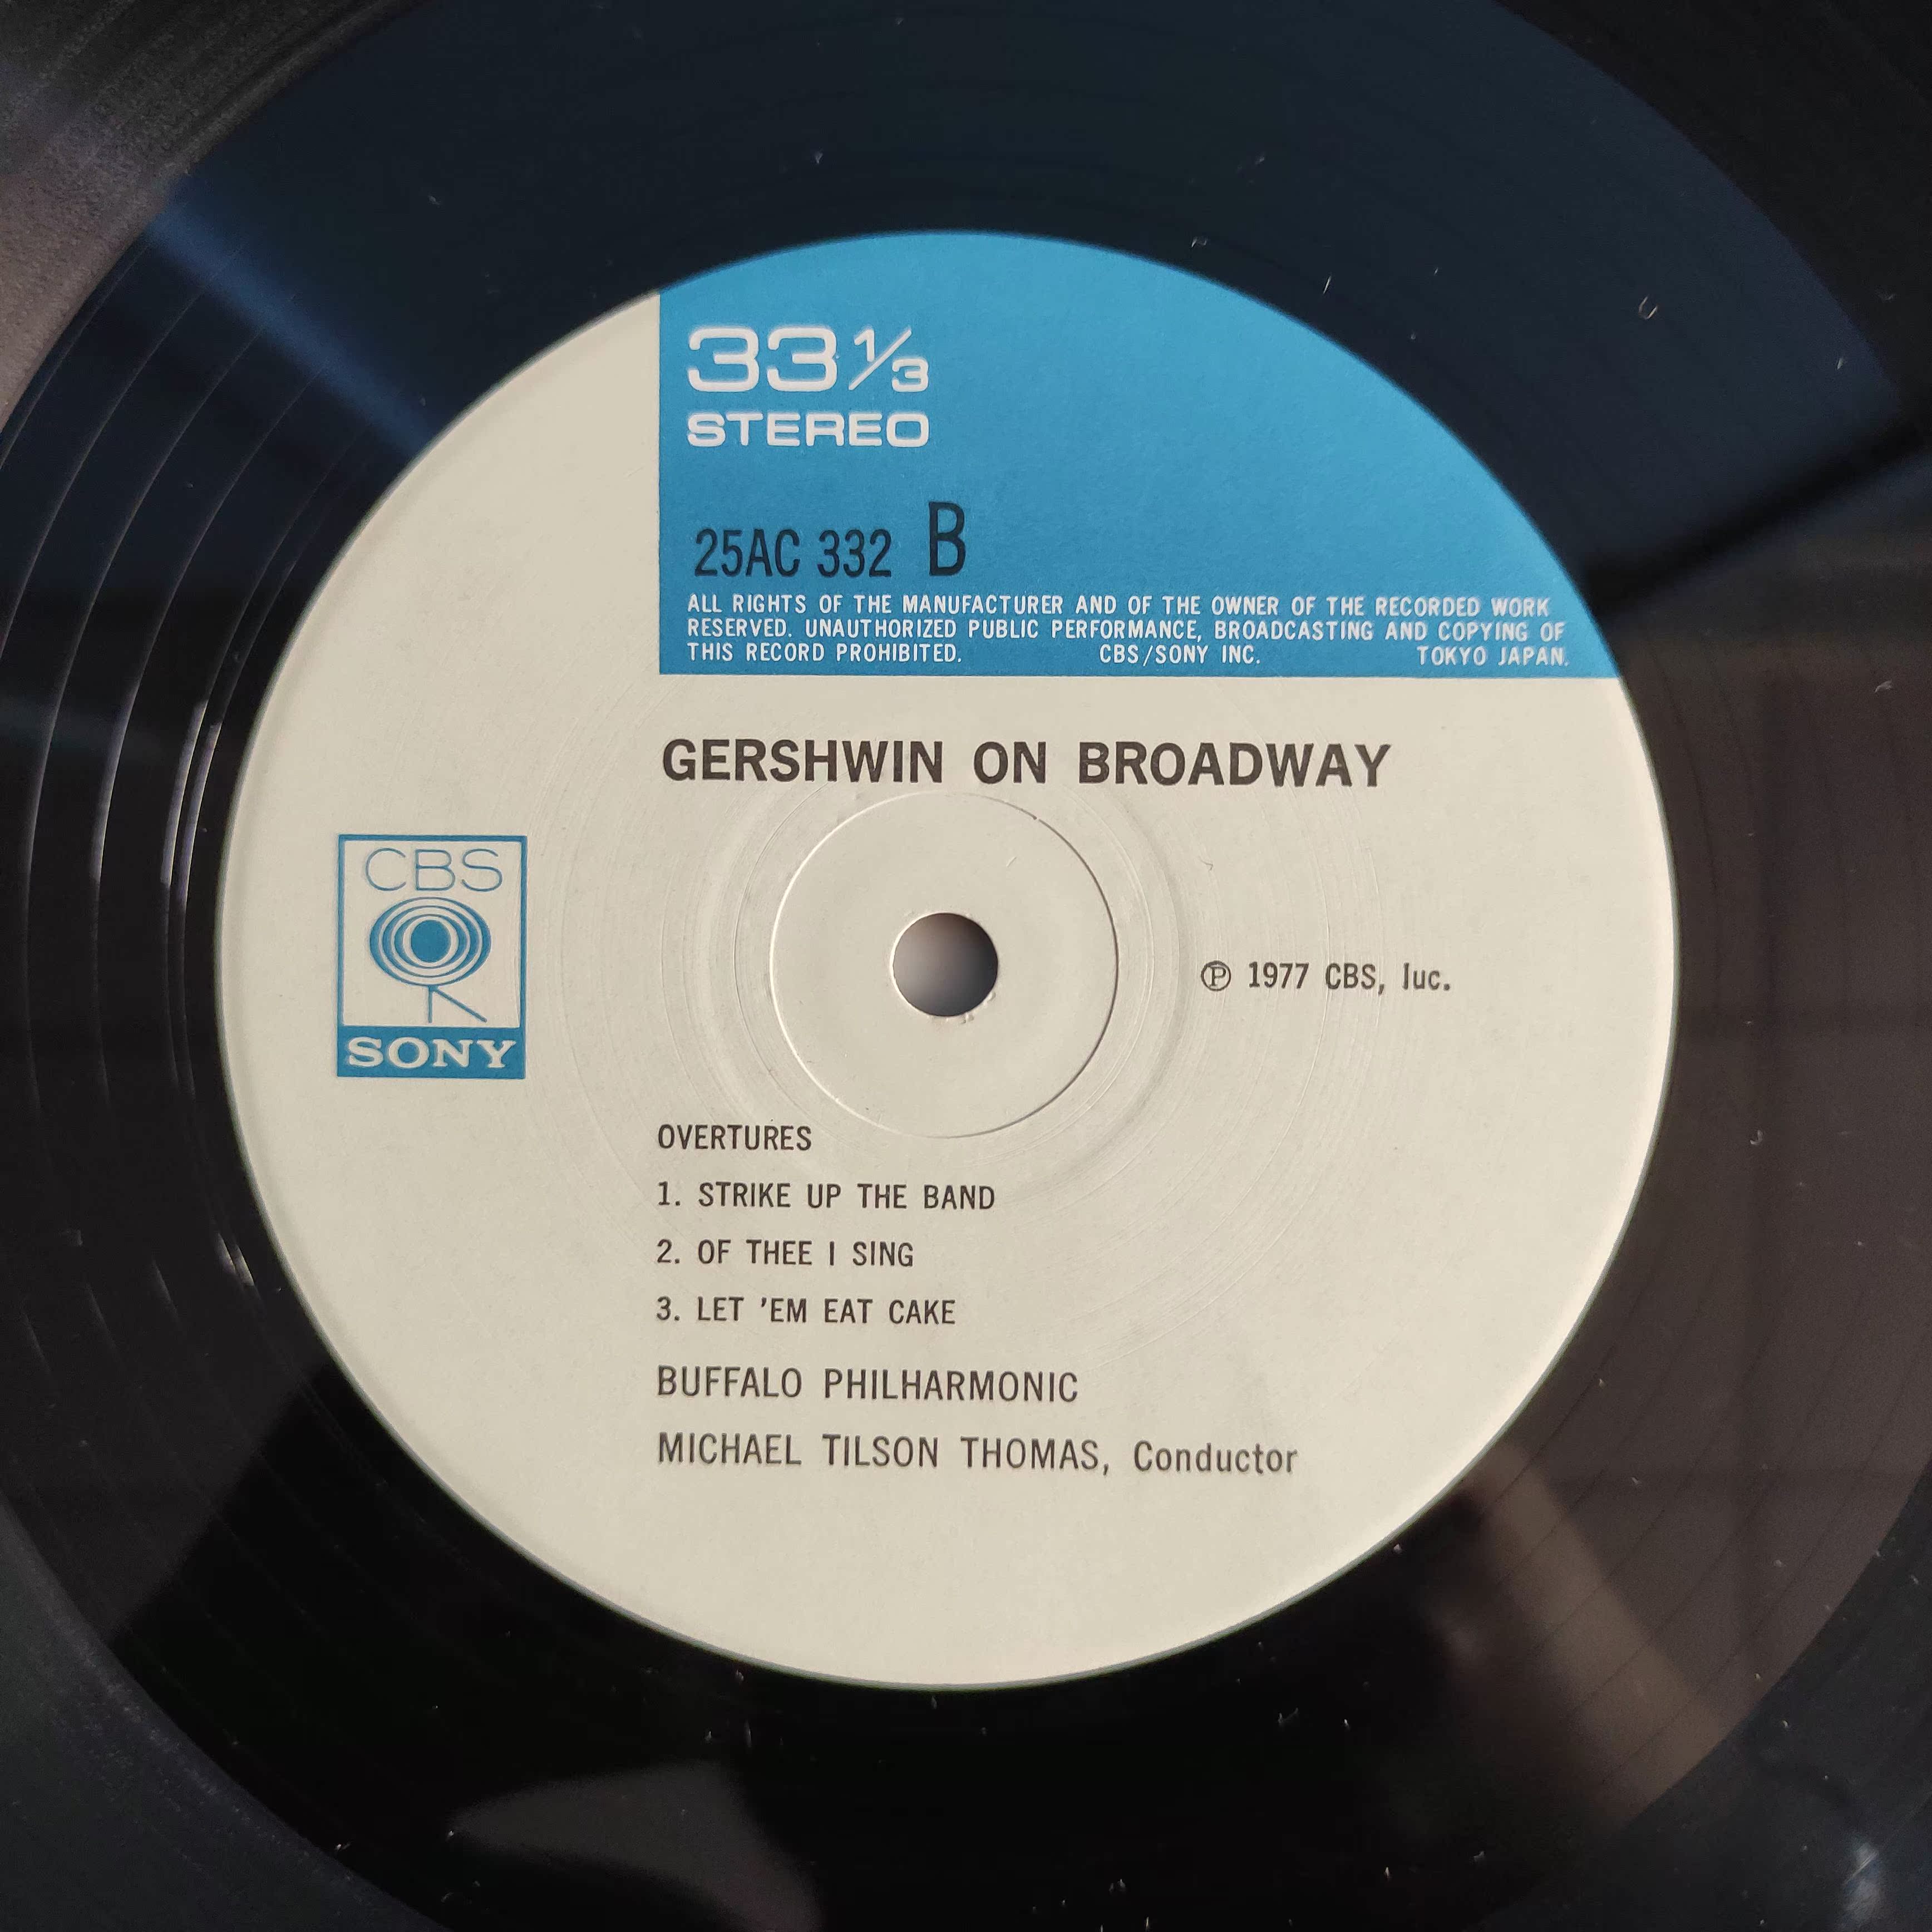 33 1/3
STEREO
25AC 332 B
ALL RIGHTS OF THE MANUFACTURER AND OF THE OWNER OF THE RECORDED WORK
RESERVED. UNAUTHORIZED PUBLIC PERFORMANCE, BROADCASTING AND COPYING OF
THIS RECORD PROHIBITED. CBS/SONY INC. TOKYO JAPAN.
GERSHWIN ON BROADWAY
CBS
SONY
℗ 1977 CBS, Iuc.
OVERTURES
1. STRIKE UP THE BAND
2. OF THEE I SING
3. LET 'EM EAT CAKE
BUFFALO PHILHARMONIC
MICHAEL TILSON THOMAS, Conductor